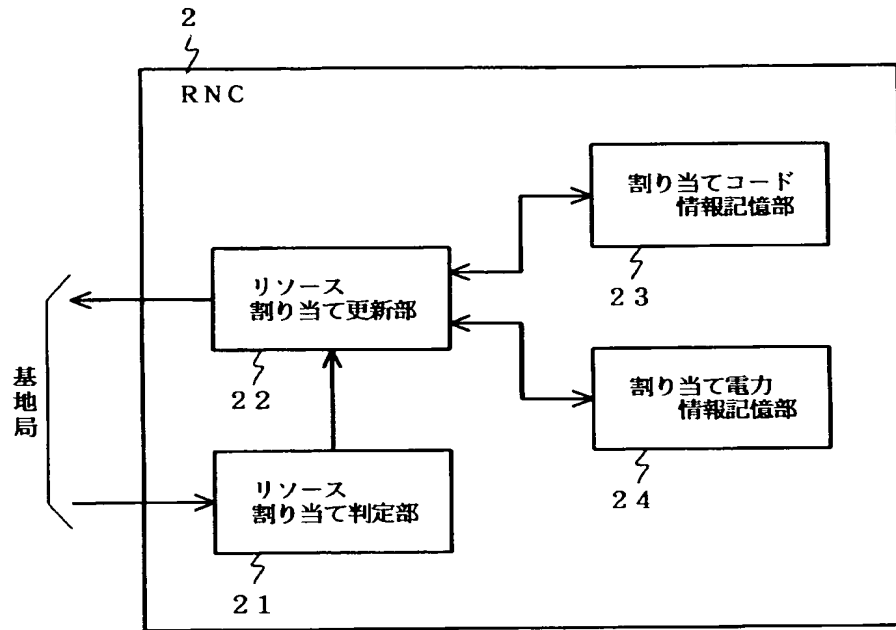 2
RNC
割り当てコード
情報記憶部
23
リソース
割り当て更新部
22
割り当て電力
情報記憶部
24
基地局
リソース
割り当て判定部
21